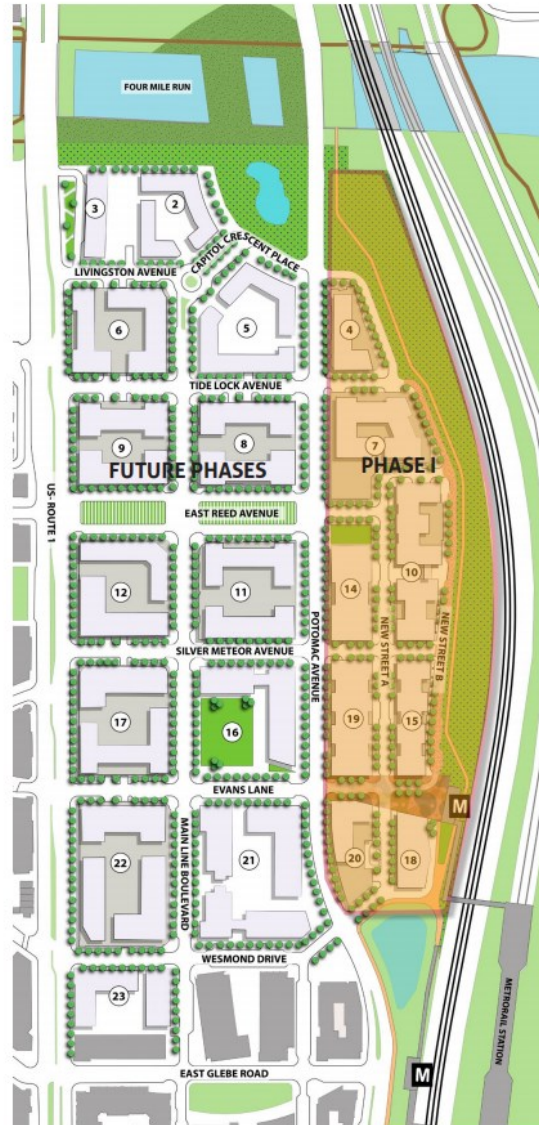 FOUR MILE RUN
3
2
LIVINGSTON AVENUE
CAPITOL CRESCENT PLACE
6
5
4
TIDE LOCK AVENUE
9
8
7
FUTURE PHASES
PHASE I
US- ROUTE 1
EAST REED AVENUE
12
11
14
10
POTOMAC AVENUE
NEW STREET A
NEW STREET B
SILVER METEOR AVENUE
17
16
19
15
EVANS LANE
M
22
MAIN LINE BOULEVARD
21
20
18
WESMOND DRIVE
23
METRORAIL STATION
EAST GLEBE ROAD
M